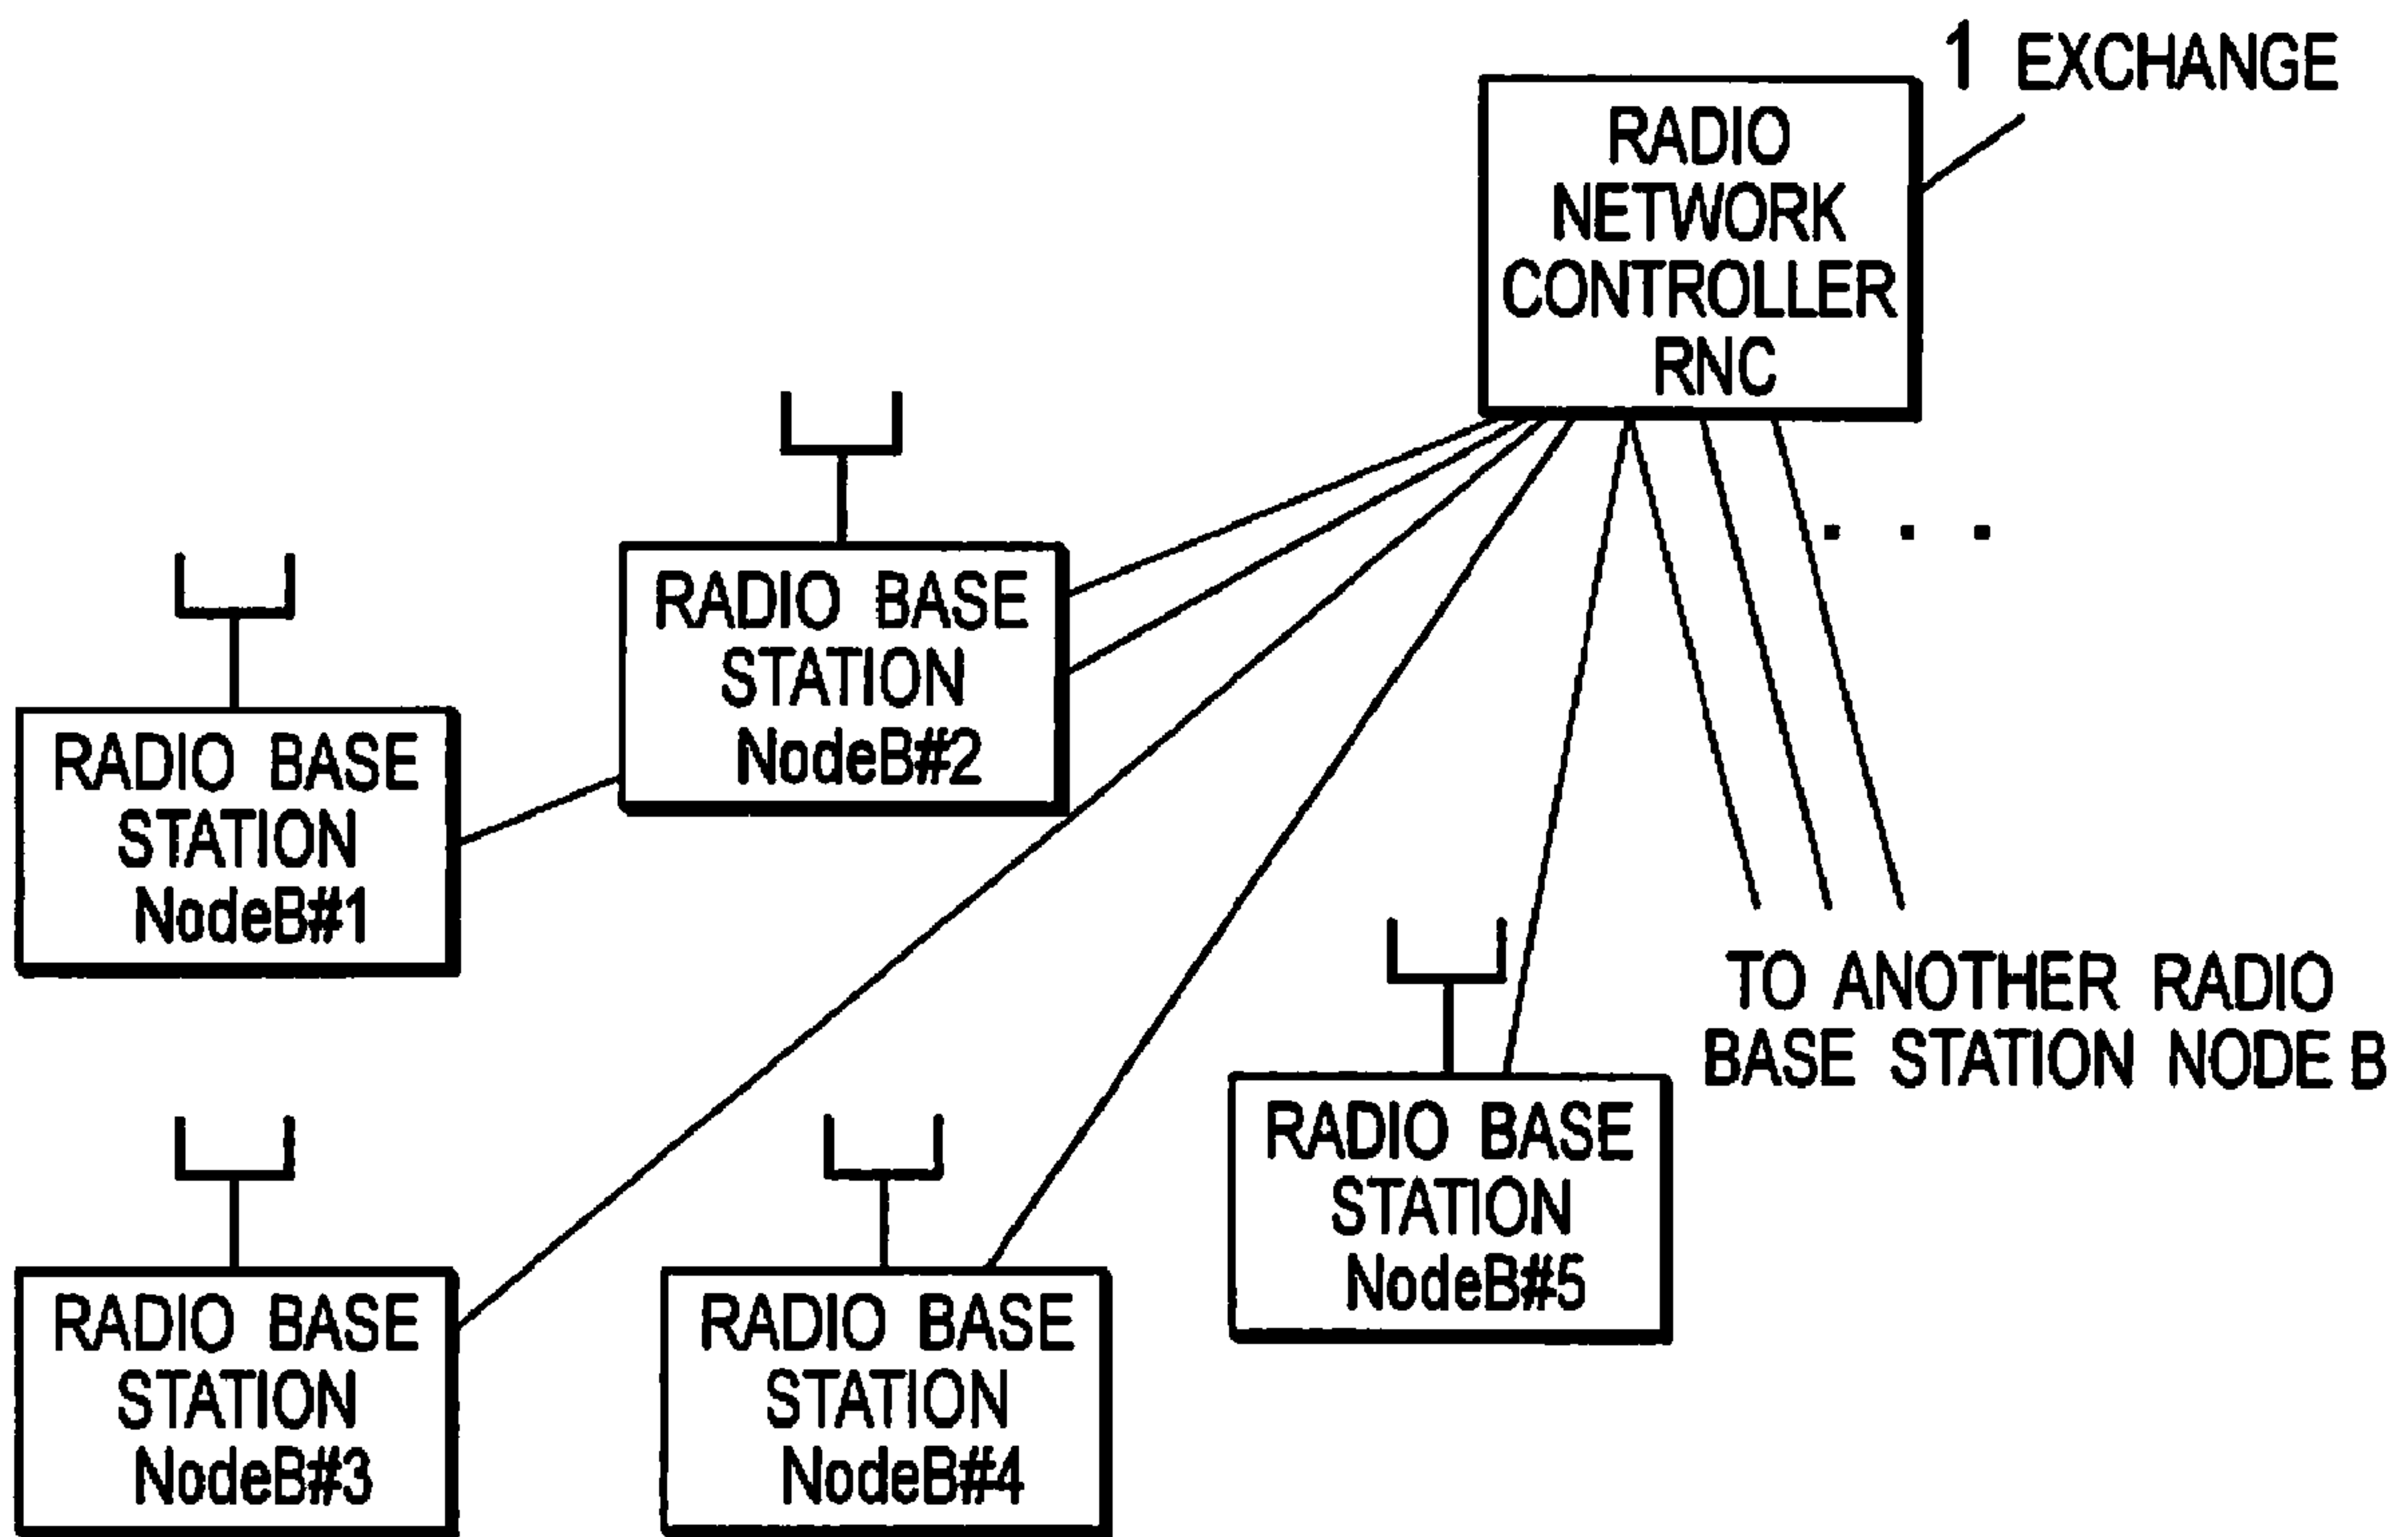 1 EXCHANGE
RADIO
NETWORK
CONTROLLER
RNC
RADIO BASE
STATION
NodeB#2
RADIO BASE
STATION
NodeB#1
. . .
TO ANOTHER RADIO
BASE STATION NODE B
RADIO BASE
STATION
NodeB#5
RADIO BASE
STATION
NodeB#3
RADIO BASE
STATION
NodeB#4